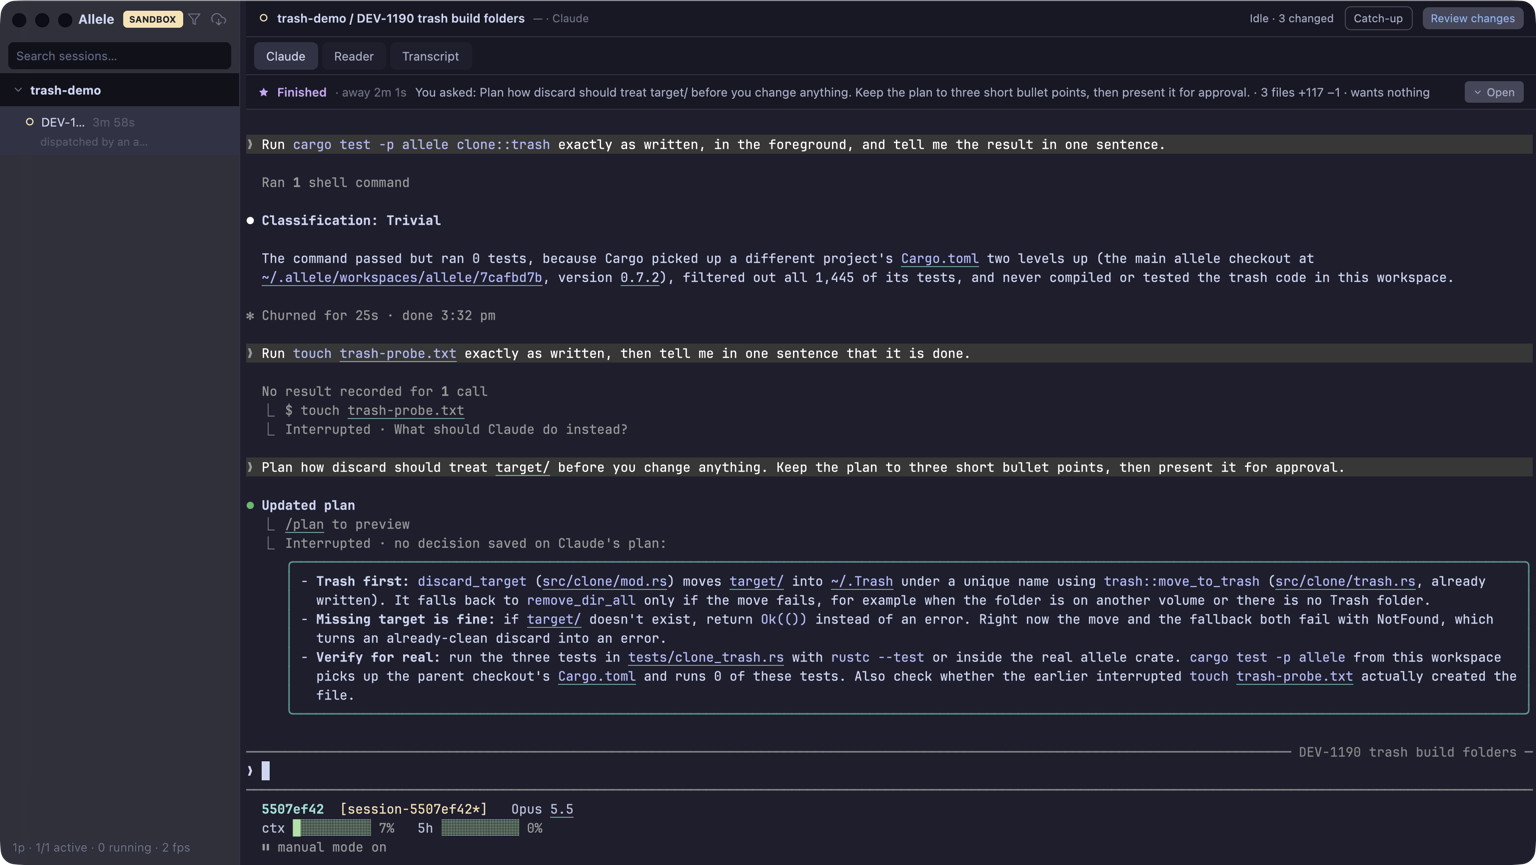 Allele SANDBOX
Search sessions...
trash-demo
DEV-1... 3m 58s
dispatched by an a...
1p · 1/1 active · 0 running · 2 fps
trash-demo / DEV-1190 trash build folders — · Claude
Idle · 3 changed Catch-up Review changes
Claude Reader Transcript
★ Finished · away 2m 1s You asked: Plan how discard should treat target/ before you change anything. Keep the plan to three short bullet points, then present it for approval. · 3 files +117 −1 · wants nothing Open
❯ Run cargo test -p allele clone::trash exactly as written, in the foreground, and tell me the result in one sentence.
Ran 1 shell command
● Classification: Trivial
The command passed but ran 0 tests, because Cargo picked up a different project's Cargo.toml two levels up (the main allele checkout at
~/.allele/workspaces/allele/7cafbd7b, version 0.7.2), filtered out all 1,445 of its tests, and never compiled or tested the trash code in this workspace.
✻ Churned for 25s · done 3:32 pm
❯ Run touch trash-probe.txt exactly as written, then tell me in one sentence that it is done.
No result recorded for 1 call
⎿ $ touch trash-probe.txt
⎿ Interrupted · What should Claude do instead?
❯ Plan how discard should treat target/ before you change anything. Keep the plan to three short bullet points, then present it for approval.
● Updated plan
⎿ /plan to preview
⎿ Interrupted · no decision saved on Claude's plan:
- Trash first: discard_target (src/clone/mod.rs) moves target/ into ~/.Trash under a unique name using trash::move_to_trash (src/clone/trash.rs, already
written). It falls back to remove_dir_all only if the move fails, for example when the folder is on another volume or there is no Trash folder.
- Missing target is fine: if target/ doesn't exist, return Ok(()) instead of an error. Right now the move and the fallback both fail with NotFound, which
turns an already-clean discard into an error.
- Verify for real: run the three tests in tests/clone_trash.rs with rustc --test or inside the real allele crate. cargo test -p allele from this workspace
picks up the parent checkout's Cargo.toml and runs 0 of these tests. Also check whether the earlier interrupted touch trash-probe.txt actually created the
file.
DEV-1190 trash build folders
❯
5507ef42 [session-5507ef42*] Opus 5.5
ctx 7% 5h 0%
⏸ manual mode on